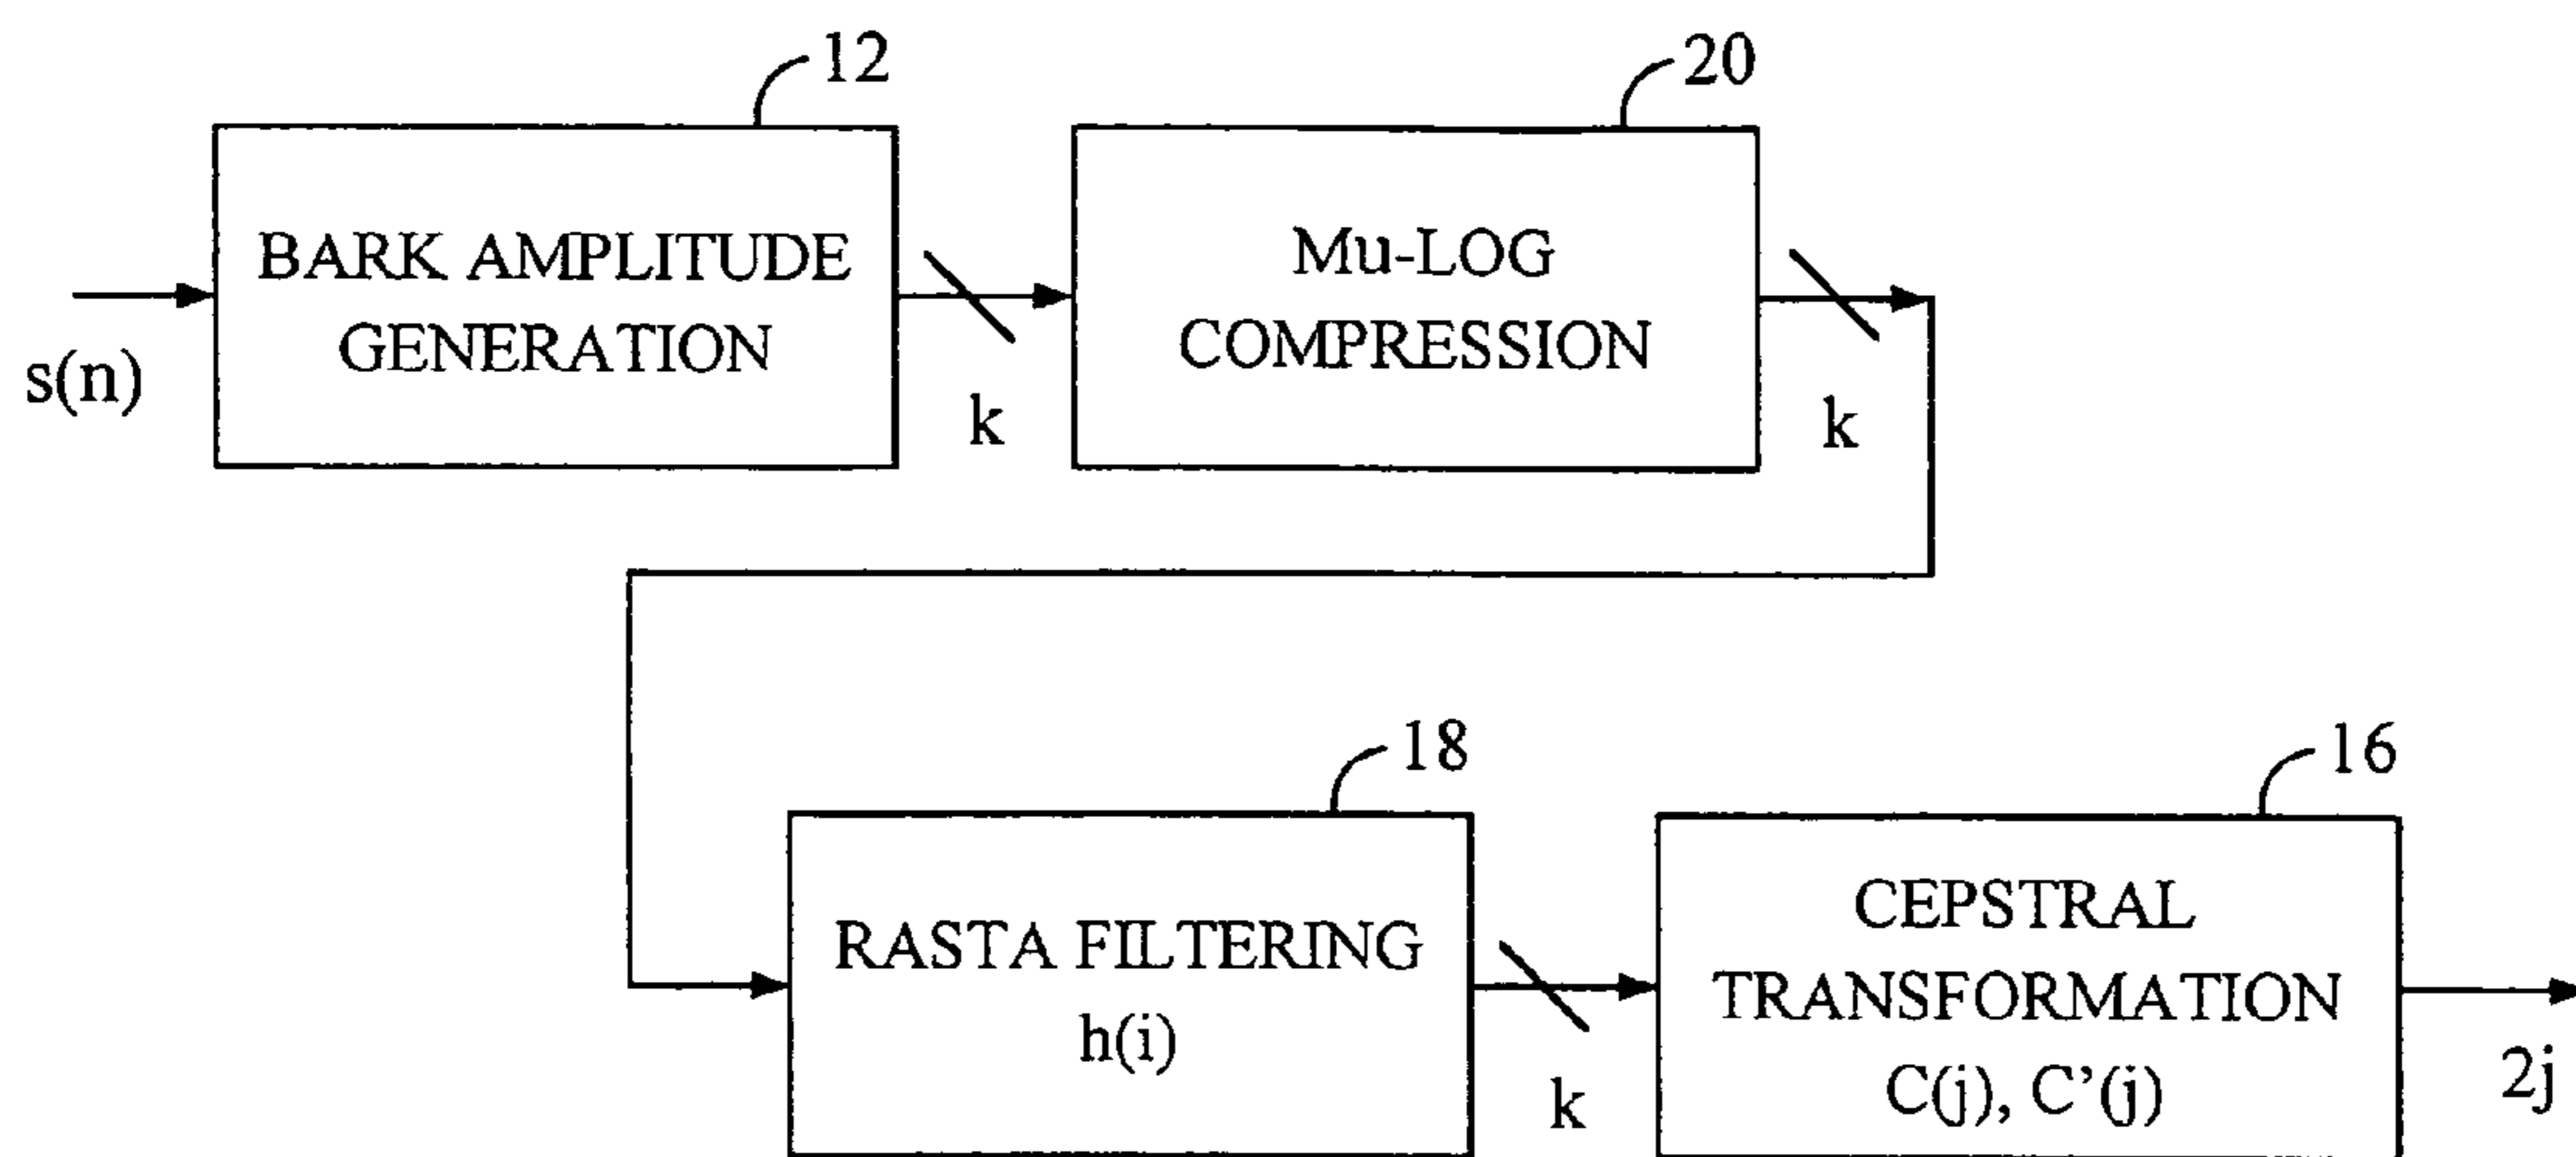 12
20
BARK AMPLITUDE
GENERATION
Mu-LOG
COMPRESSION
s(n)
k
k
18
16
RASTA FILTERING
h(i)
CEPSTRAL
TRANSFORMATION
C(j), C’(j)
k
2j